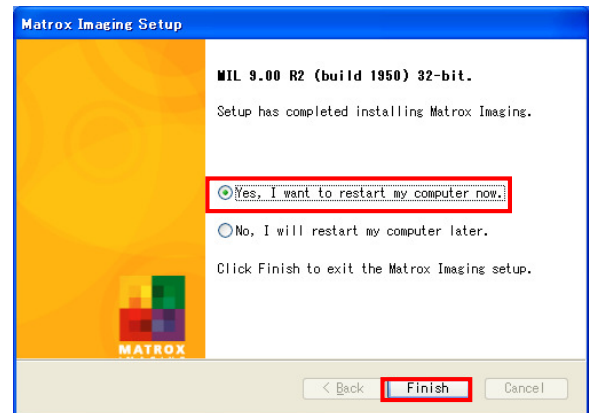 Matrox Imaging Setup
MIL 9.00 R2 (build 1950) 32-bit.
Setup has completed installing Matrox Imaging.
Yes, I want to restart my computer now.
No, I will restart my computer later.
Click Finish to exit the Matrox Imaging setup.
MATROX
< Back
Finish
Cancel